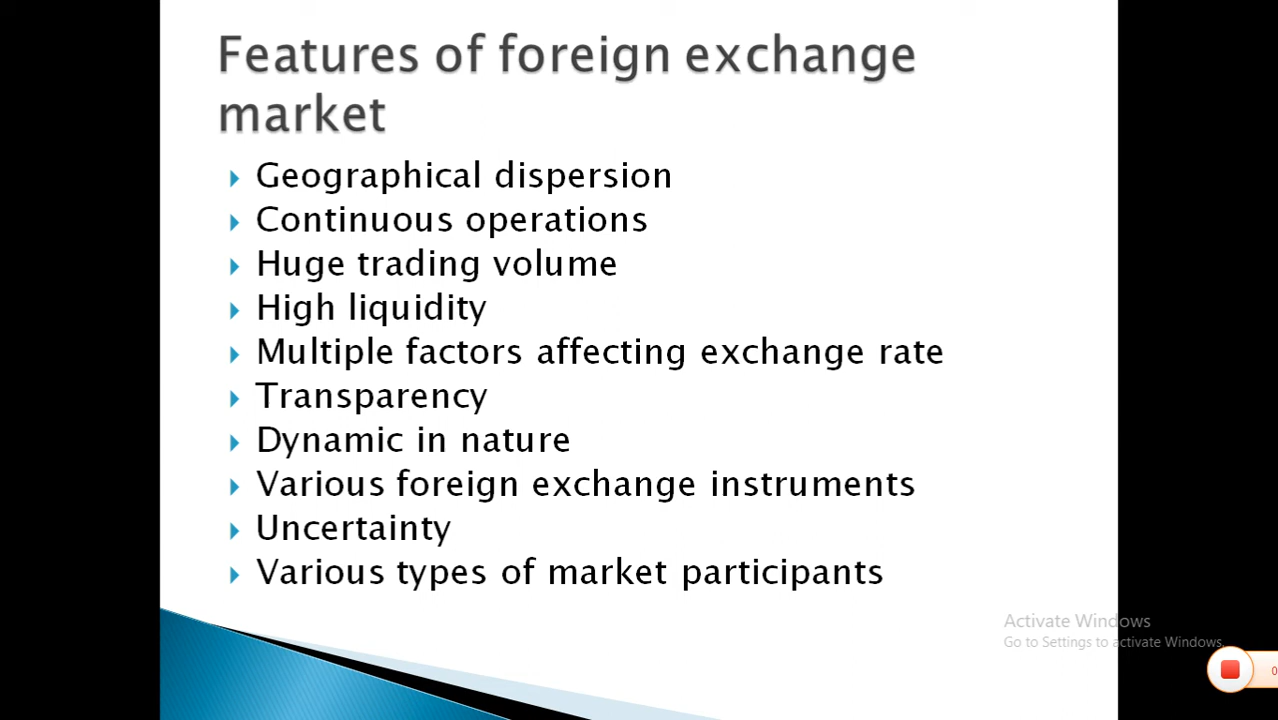 Features of foreign exchange
market
Geographical dispersion
Continuous operations
Huge trading volume
High liquidity
Multiple factors affecting exchange rate
Transparency
Dynamic in nature
Various foreign exchange instruments
Uncertainty
Various types of market participants
Activate Windows
Go to Settings to activate Windows.
0